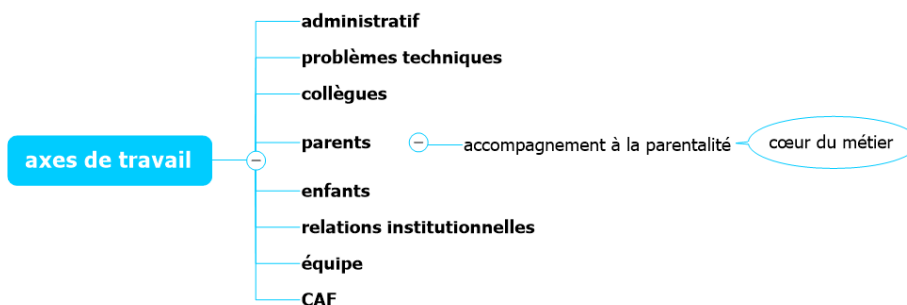 administratif
problèmes techniques
collègues
axes de travail
parents
accompagnement à la parentalité
cœur du métier
enfants
relations institutionnelles
équipe
CAF